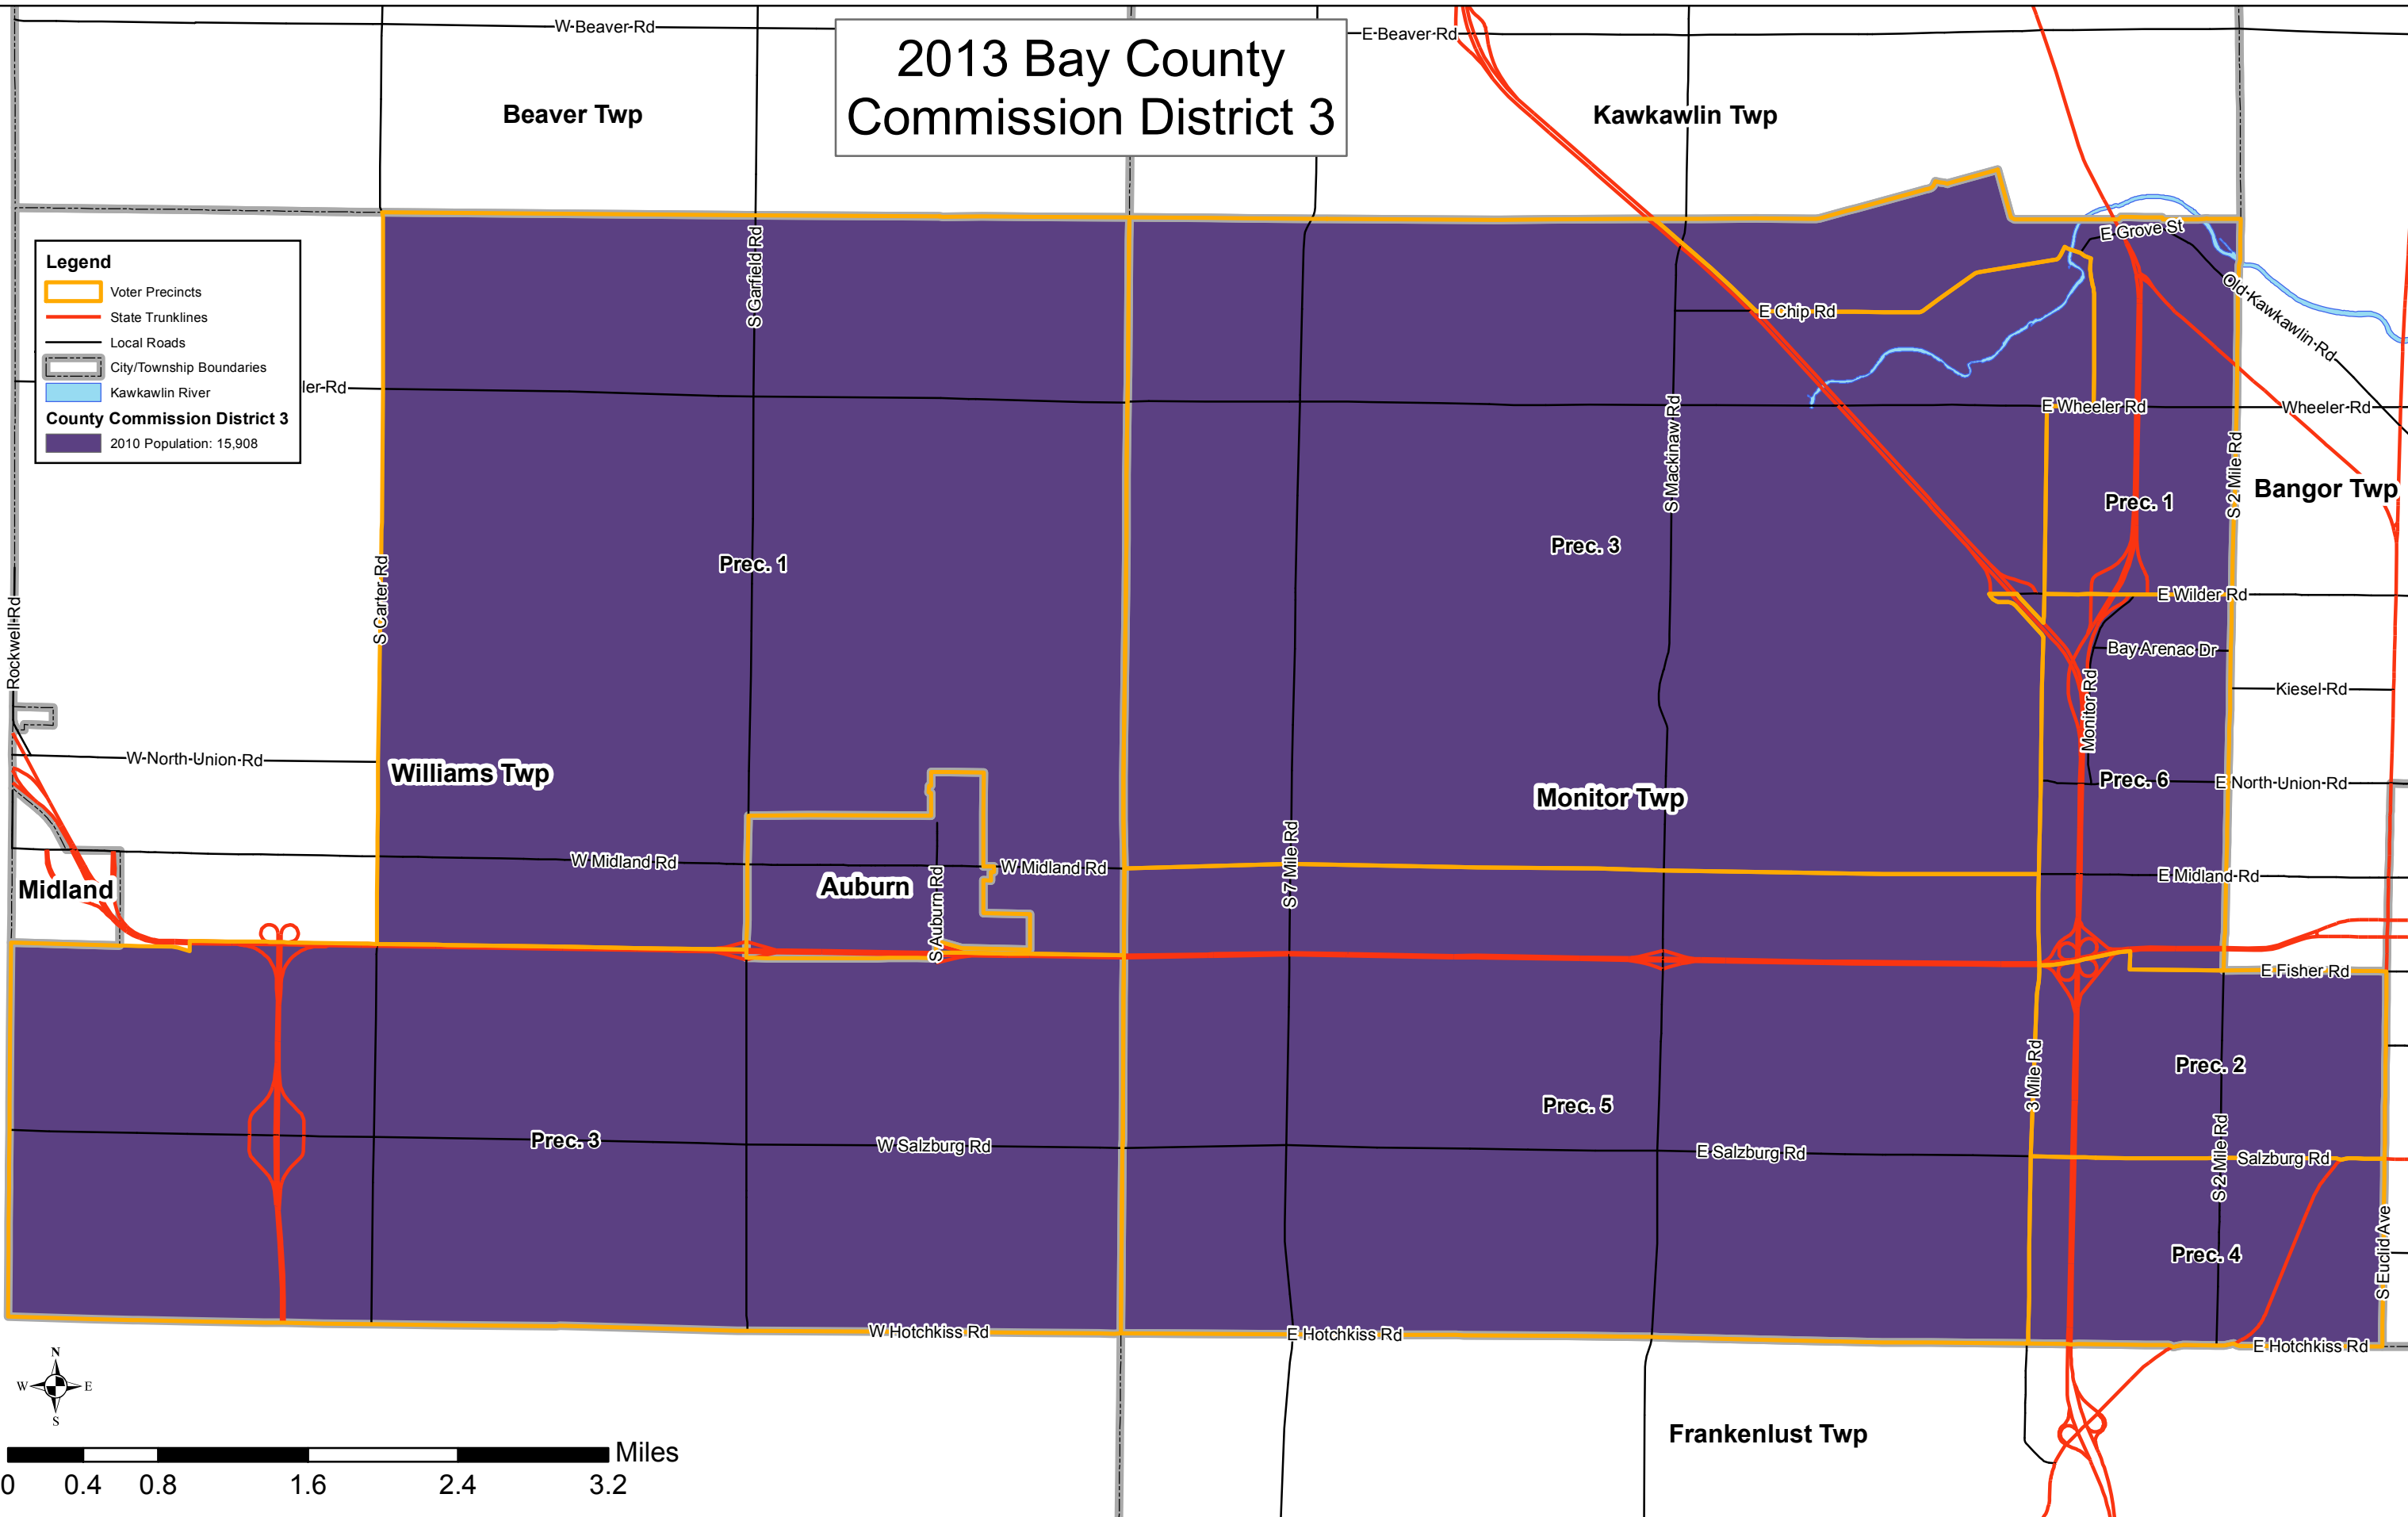 W-Beaver-Rd
E-Beaver-Rd
2013 Bay County
Commission District 3
Beaver Twp
Kawkawlin Twp
Legend
Voter Precincts
State Trunklines
Local Roads
City/Township Boundaries
Kawkawlin River
County Commission District 3
2010 Population: 15,908
ler-Rd
S Garfield Rd
E Grove St
Old-Kawkawlin-Rd
E Chip Rd
E Wheeler Rd
Wheeler-Rd
S Mackinaw Rd
S 2 Mile Rd
Bangor Twp
Prec. 1
Prec. 3
Prec. 1
S Carter Rd
Rockwell-Rd
E Wilder Rd
Bay Arenac Dr
Kiesel-Rd
Monitor Rd
W-North-Union-Rd
Williams Twp
Monitor Twp
Prec. 6
E North-Union-Rd
W Midland Rd
W Midland Rd
S 7 Mile Rd
E Midland-Rd
Midland
Auburn
S Auburn Rd
E Fisher Rd
Prec. 2
3 Mile Rd
Prec. 5
Prec. 3
W Salzburg Rd
E Salzburg Rd
S 2 Mile Rd
Salzburg Rd
Prec. 4
S Euclid Ave
W Hotchkiss Rd
E Hotchkiss Rd
E Hotchkiss Rd
N
W E
S
Frankenlust Twp
Miles
0 0.4 0.8 1.6 2.4 3.2